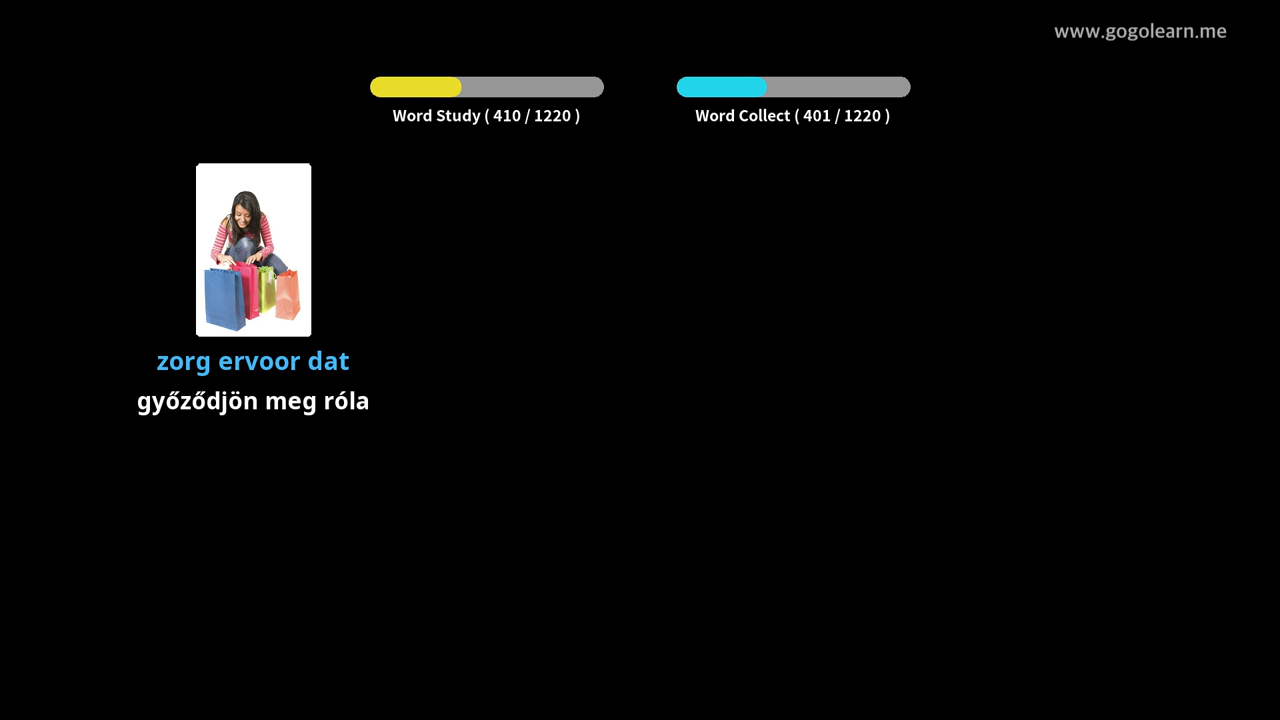 www.gogolearn.me
Word Study ( 410 / 1220 )
Word Collect ( 401 / 1220 )
zorg ervoor dat
győződjön meg róla